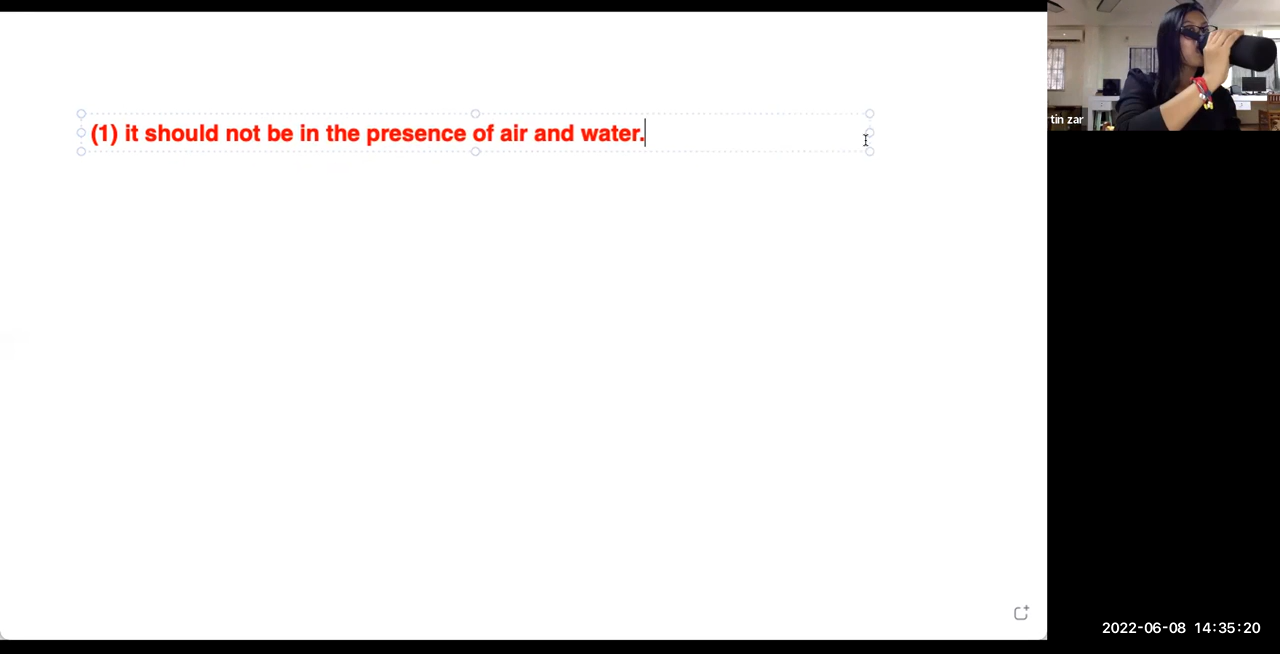 (1) it should not be in the presence of air and water.
tin zar
2022-06-08 14:35:20